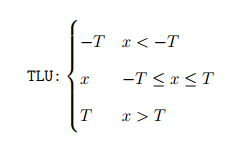 −T x < −T
TLU: x −T ≤ x ≤ T
T x > T